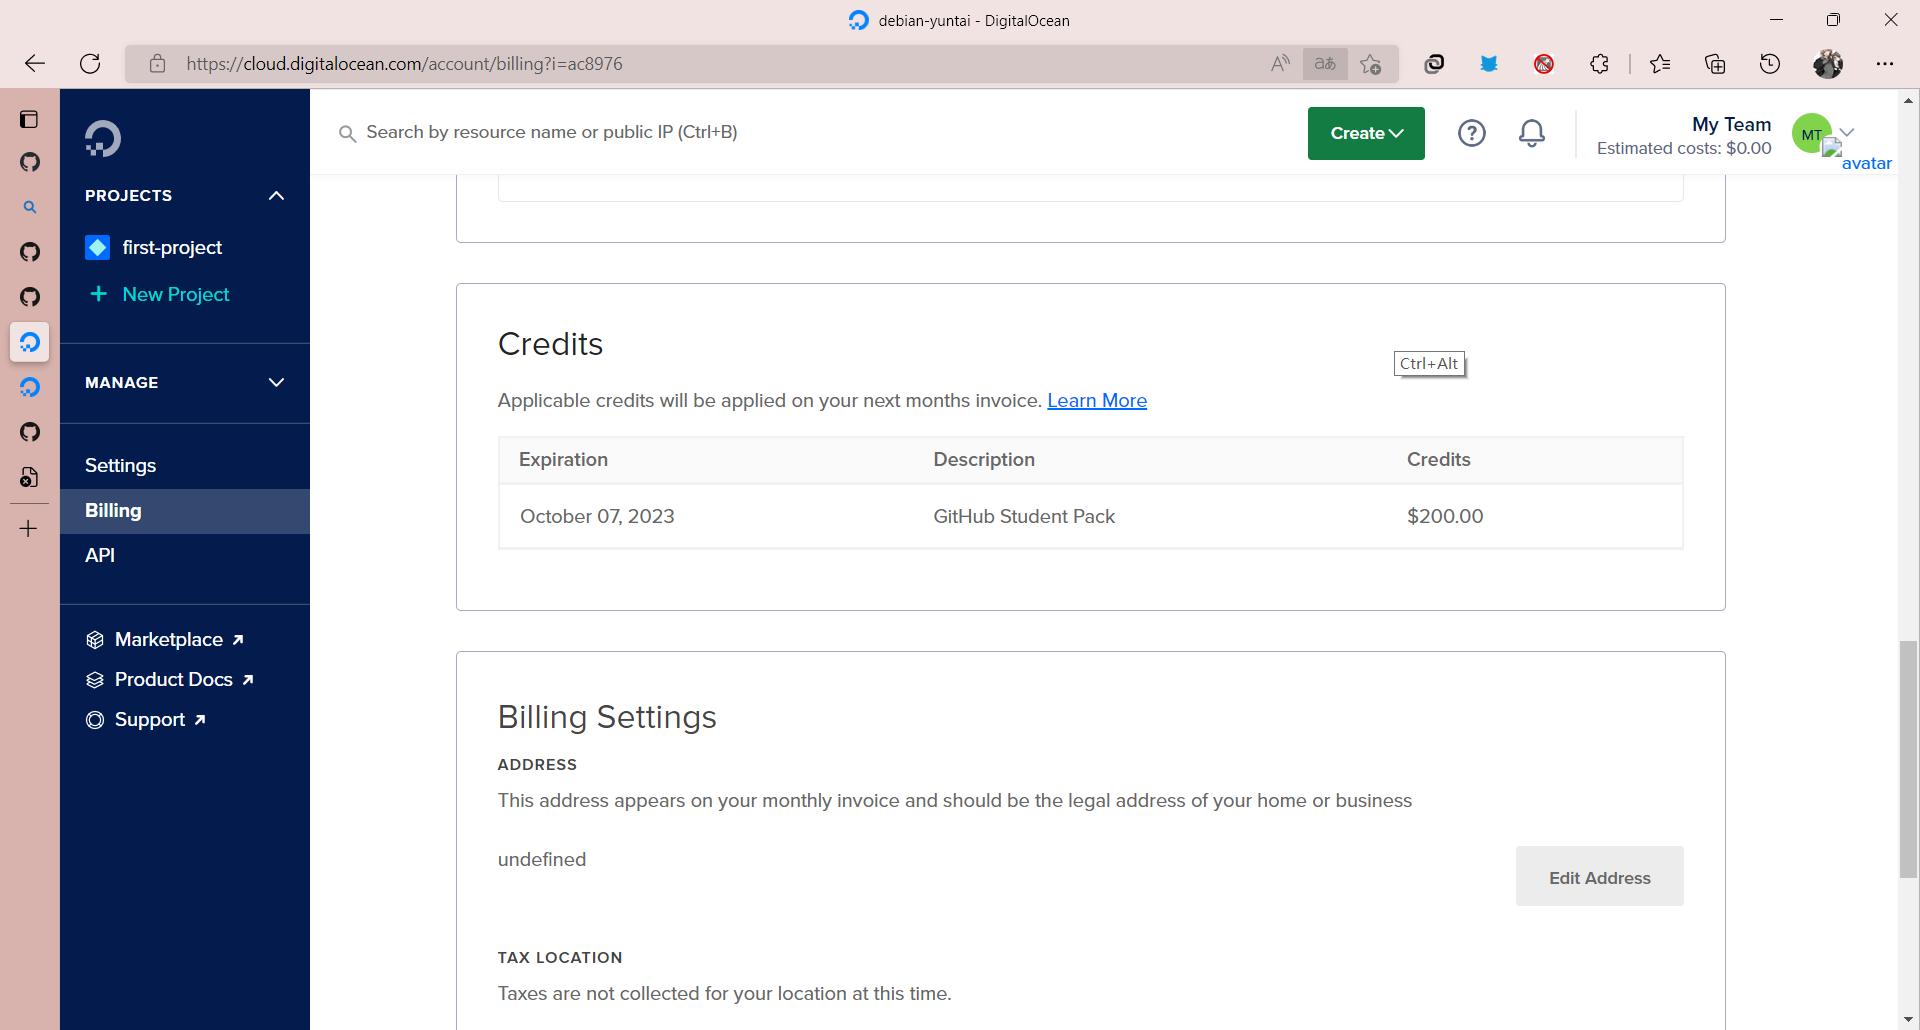 debian-yuntai - DigitalOcean
https://cloud.digitalocean.com/account/billing?i=ac8976
Search by resource name or public IP (Ctrl+B)
Create
My Team
Estimated costs: $0.00
MT
avatar
PROJECTS
first-project
New Project
MANAGE
Settings
Billing
API
Marketplace
Product Docs
Support
Credits
Ctrl+Alt
Applicable credits will be applied on your next months invoice. Learn More
Expiration Description Credits
October 07, 2023 GitHub Student Pack $200.00
Billing Settings
ADDRESS
This address appears on your monthly invoice and should be the legal address of your home or business
undefined
Edit Address
TAX LOCATION
Taxes are not collected for your location at this time.